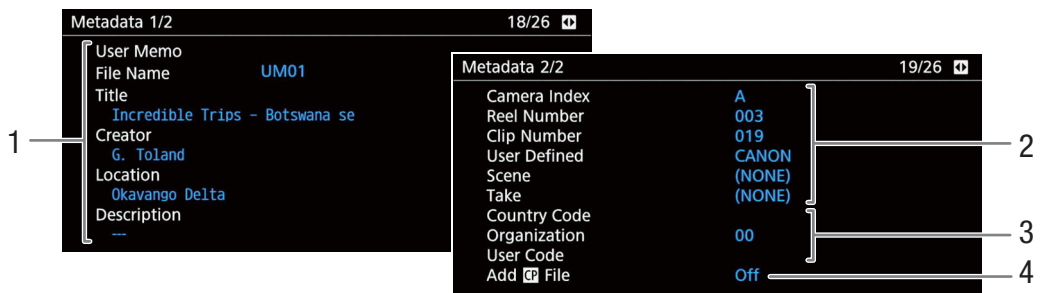 Metadata 1/2 18/26
User Memo
File Name UM01
Title
Incredible Trips - Botswana se
Creator
G. Toland
Location
Okavango Delta
Description
---
1
Metadata 2/2 19/26
Camera Index A
Reel Number 003
Clip Number 019
User Defined CANON
Scene (NONE)
Take (NONE)
Country Code
Organization 00
User Code
Add CP File Off
2
3
4